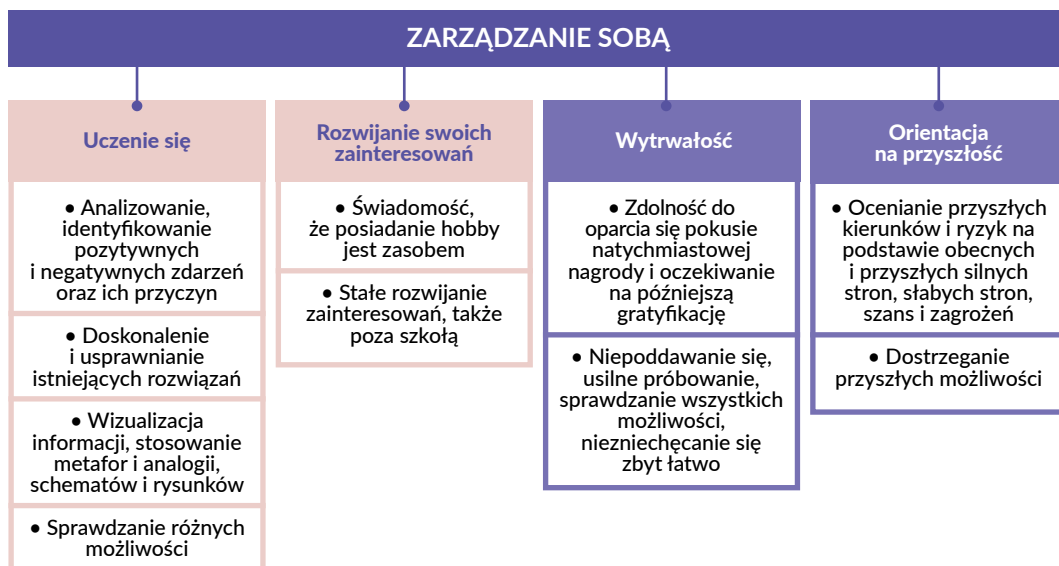 ZARZĄDZANIE SOBĄ
Uczenie się
• Analizowanie,
identyfikowanie
pozytywnych
i negatywnych zdarzeń
oraz ich przyczyn
• Doskonalenie
i usprawnianie
istniejących rozwiązań
• Wizualizacja
informacji, stosowanie
metafor i analogii,
schematów i rysunków
• Sprawdzanie różnych
możliwości
Rozwijanie swoich
zainteresowań
• Świadomość,
że posiadanie hobby
jest zasobem
• Stałe rozwijanie
zainteresowań, także
poza szkołą
Wytrwałość
• Zdolność do
oparcia się pokusie
natychmiastowej
nagrody i oczekiwanie
na późniejszą
gratyfikację
• Niepoddawanie się,
usilne próbowanie,
sprawdzanie wszystkich
możliwości,
niezniechęcanie się
zbyt łatwo
Orientacja
na przyszłość
• Ocenianie przyszłych
kierunków i ryzyk na
podstawie obecnych
i przyszłych silnych
stron, słabych stron,
szans i zagrożeń
• Dostrzeganie
przyszłych możliwości